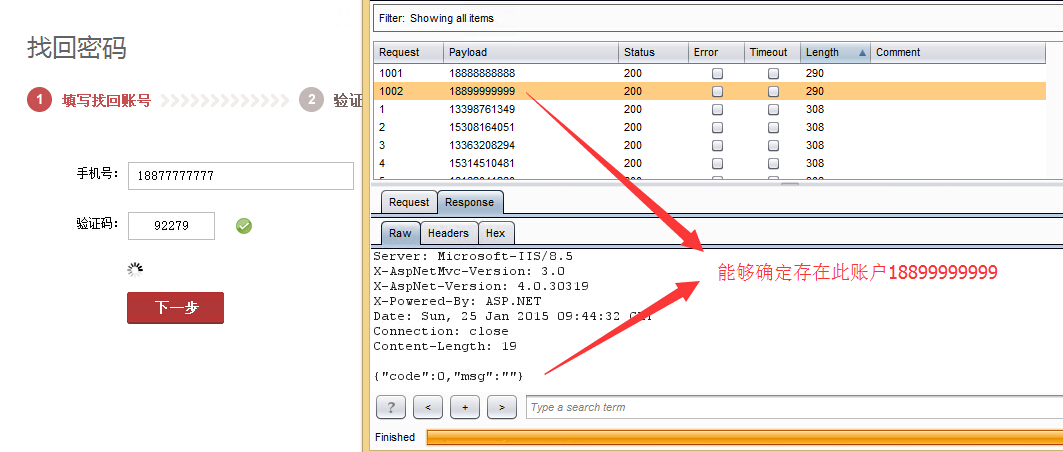 找回密码
1 填写找回账号 2 验证
手机号： 18877777777
验证码： 92279
下一步
Filter: Showing all items
Request Payload Status Error Timeout Length Comment
1001 18888888888 200 290
1002 18899999999 200 290
1 13398761349 200 308
2 15308164051 200 308
3 13363208294 200 308
4 15314510481 200 308
Request Response
Raw Headers Hex
Server: Microsoft-IIS/8.5
X-AspNetMvc-Version: 3.0
X-AspNet-Version: 4.0.30319
X-Powered-By: ASP.NET
Date: Sun, 25 Jan 2015 09:44:32 GMT
Connection: close
Content-Length: 19
{"code":0,"msg":""}
能够确定存在此账户18899999999
? < + > Type a search term
Finished